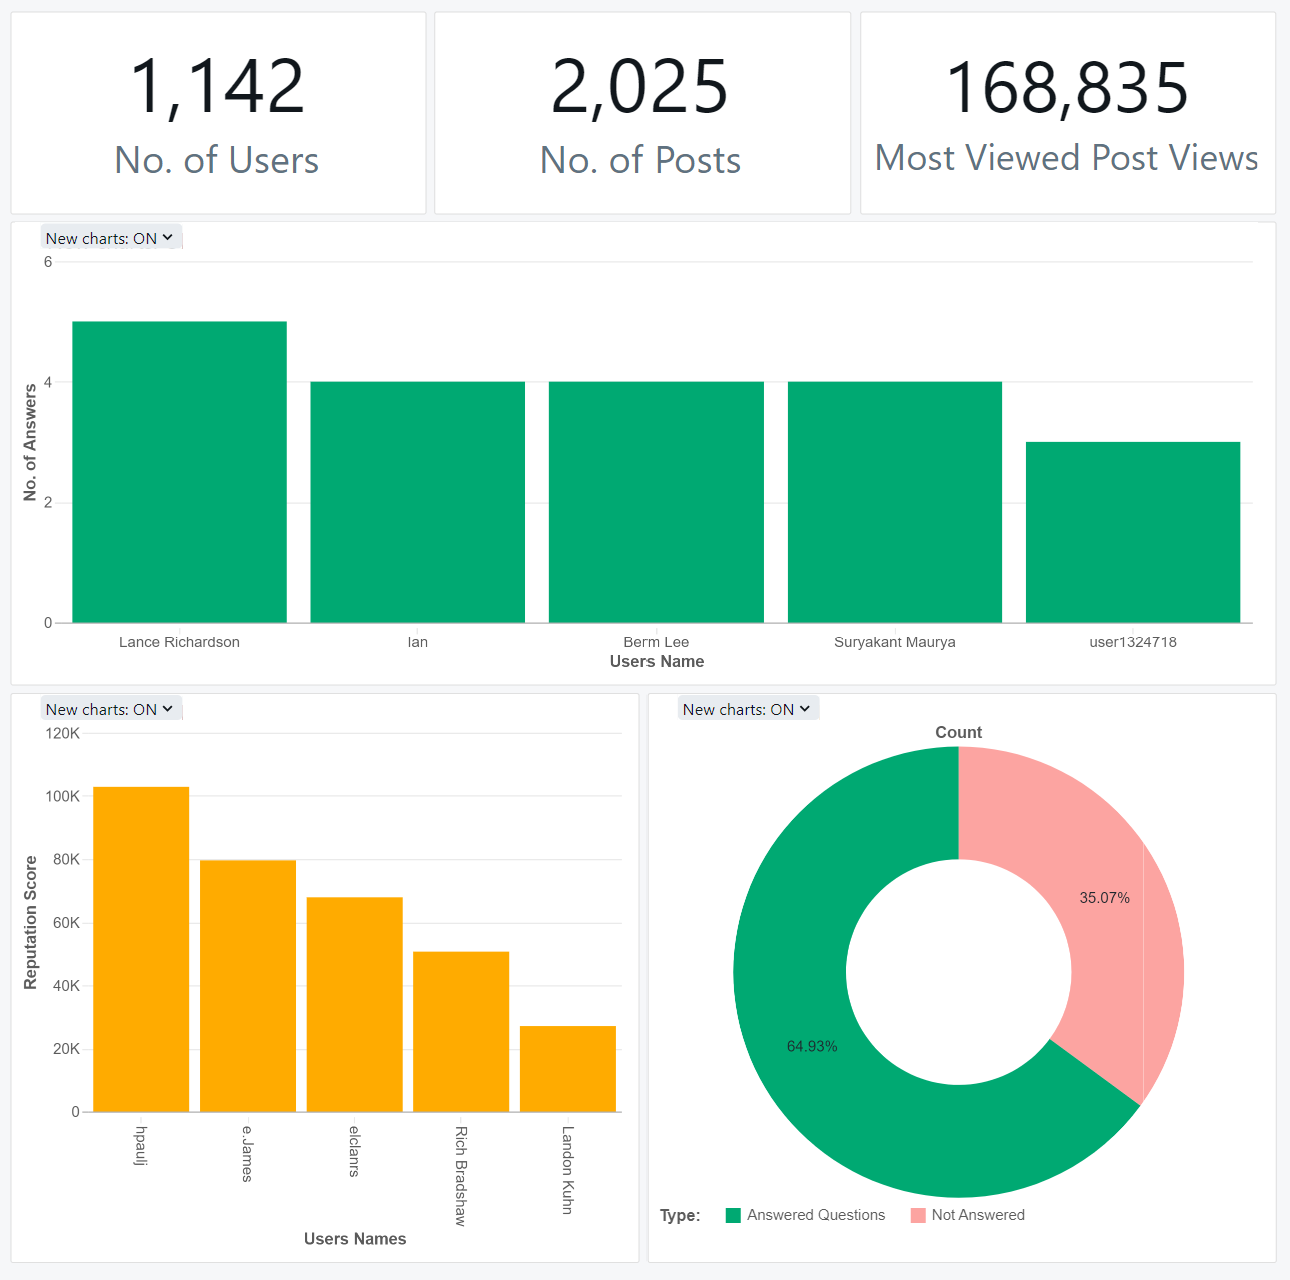 1,142
No. of Users
2,025
No. of Posts
168,835
Most Viewed Post Views
New charts: ON
6
4
2
0
No. of Answers
Lance Richardson
Ian
Berm Lee
Suryakant Maurya
user1324718
Users Name
New charts: ON
120K
100K
80K
60K
40K
20K
0
Reputation Score
hpaulj
e.James
elclanrs
Rich Bradshaw
Landon Kuhn
Users Names
New charts: ON
Count
35.07%
64.93%
Type:
Answered Questions
Not Answered